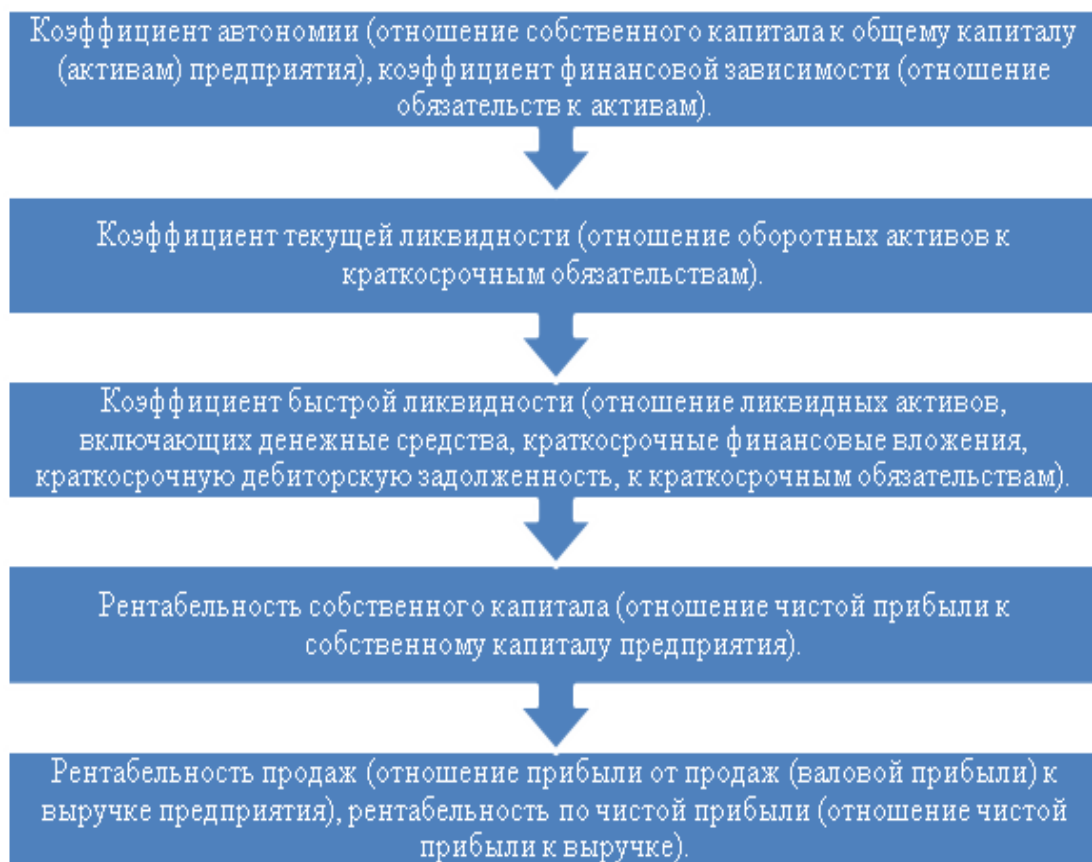 Коэффициент автономии (отношение собственного капитала к общему капиталу
(активам) предприятия), коэффициент финансовой зависимости (отношение
обязательств к активам).
Коэффициент текущей ликвидности (отношение оборотных активов к
краткосрочным обязательствам).
Коэффициент быстрой ликвидности (отношение ликвидных активов,
включающих денежные средства, краткосрочные финансовые вложения,
краткосрочную дебиторскую задолженность, к краткосрочным обязательствам).
Рентабельность собственного капитала (отношение чистой прибыли к
собственному капиталу предприятия).
Рентабельность продаж (отношение прибыли от продаж (валовой прибыли) к
выручке предприятия), рентабельность по чистой прибыли (отношение чистой
прибыли к выручке).